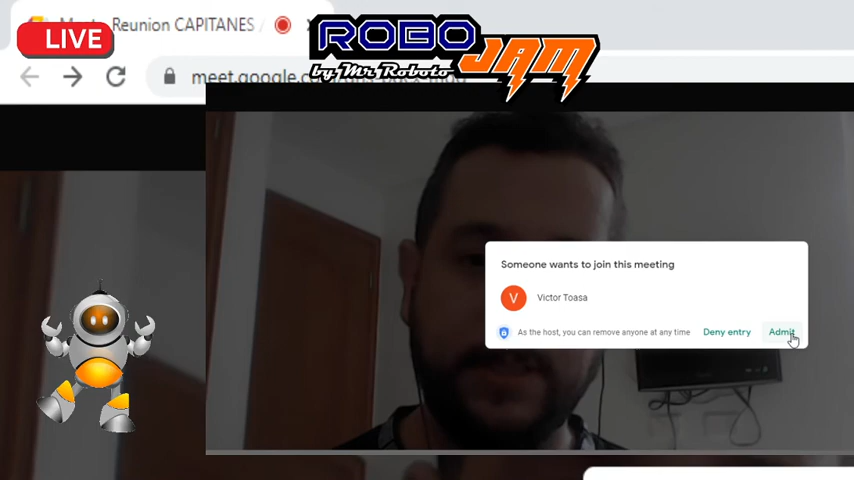 Reunion CAPITANES /
LIVE
ROBO
JAM
by Mr Roboto
meet.google.co
Someone wants to join this meeting
V
Victor Toasa
As the host, you can remove anyone at any time
Deny entry
Admit